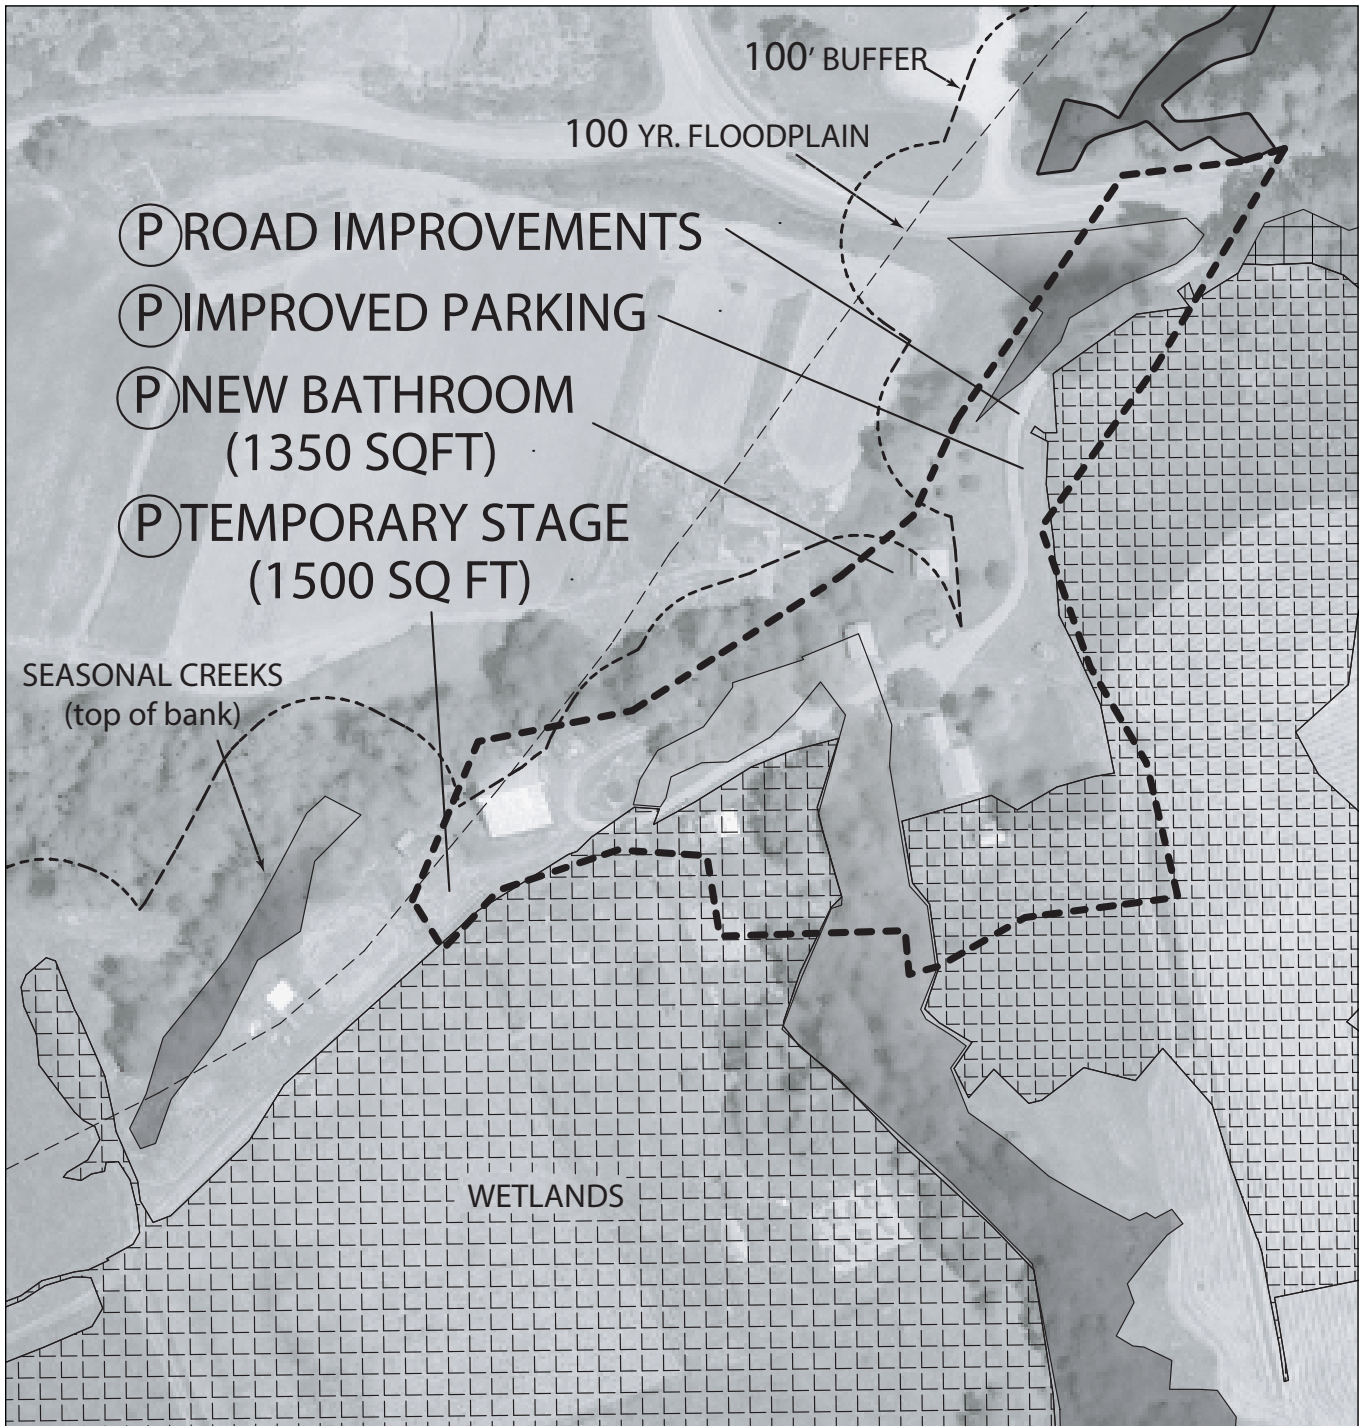 100' BUFFER
100 YR. FLOODPLAIN
P ROAD IMPROVEMENTS
P IMPROVED PARKING
P NEW BATHROOM
(1350 SQFT)
P TEMPORARY STAGE
(1500 SQ FT)
SEASONAL CREEKS
(top of bank)
WETLANDS